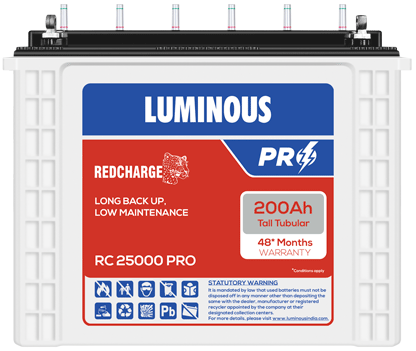 LUMINOUS
PRO
REDCHARGE
LONG BACK UP,
LOW MAINTENANCE
200Ah
Tall Tubular
48* Months
WARRANTY
*Conditions apply
RC 25000 PRO
STATUTORY WARNING
It is mandated by law that used batteries must not be
disposed off in any manner other than depositing the
same with the dealer, manufacturer or registered
recycler appointed by the company at their
designated collection centers.
For more details, please visit www.luminousindia.com
Pb